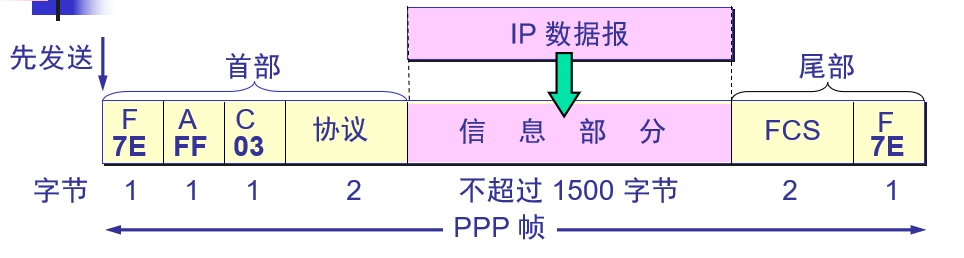 IP 数据报
先发送
首部
尾部
F A C 协议 信息部分 FCS F
7E FF 03 7E
字节 1 1 1 2 不超过 1500 字节 2 1
PPP 帧